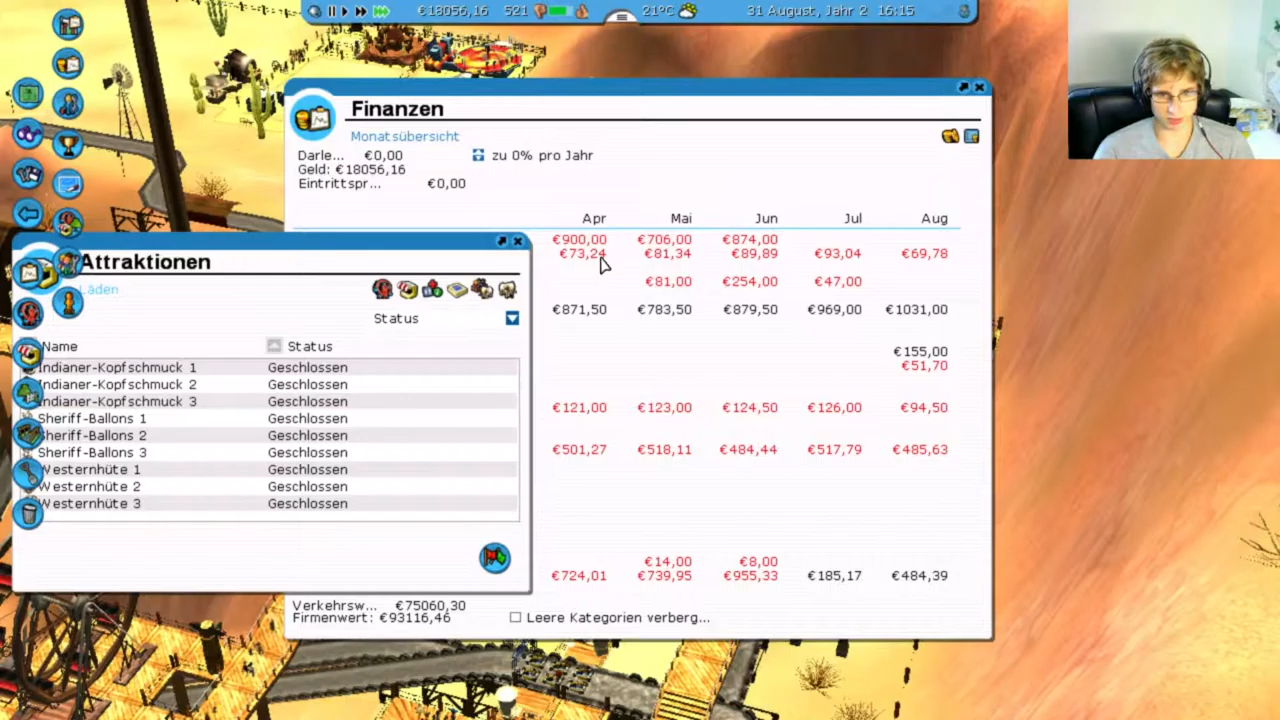 €18056,16 521 21°C 31 August, Jahr 2 16:15
Finanzen
Monatsübersicht
Darle... €0,00 zu 0% pro Jahr
Geld: €18056,16
Eintrittspr... €0,00
Apr Mai Jun Jul Aug
€900,00 €706,00 €874,00
€73,24 €81,34 €89,89 €93,04 €69,78
€81,00 €254,00 €47,00
€871,50 €783,50 €879,50 €969,00 €1031,00
€155,00
€51,70
€121,00 €123,00 €124,50 €126,00 €94,50
€501,27 €518,11 €484,44 €517,79 €485,63
€14,00 €8,00
€724,01 €739,95 €955,33 €185,17 €484,39
Verkehrsw... €75060,30
Firmenwert: €93116,46 Leere Kategorien verberg...
Attraktionen
Läden
Status
Name Status
Indianer-Kopfschmuck 1 Geschlossen
Indianer-Kopfschmuck 2 Geschlossen
Indianer-Kopfschmuck 3 Geschlossen
Sheriff-Ballons 1 Geschlossen
Sheriff-Ballons 2 Geschlossen
Sheriff-Ballons 3 Geschlossen
Westernhüte 1 Geschlossen
Westernhüte 2 Geschlossen
Westernhüte 3 Geschlossen